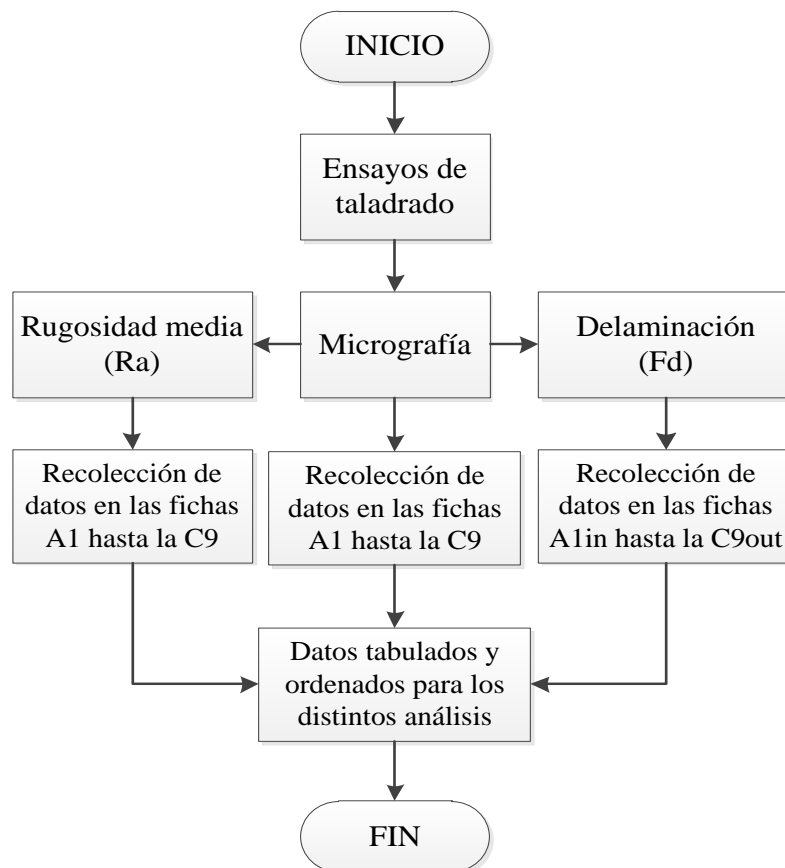 INICIO
Ensayos de
taladrado
Rugosidad media
(Ra)
Micrografía
Delaminación
(Fd)
Recolección de
datos en las fichas
A1 hasta la C9
Recolección de
datos en las fichas
A1 hasta la C9
Recolección de
datos en las fichas
A1in hasta la C9out
Datos tabulados y
ordenados para los
distintos análisis
FIN